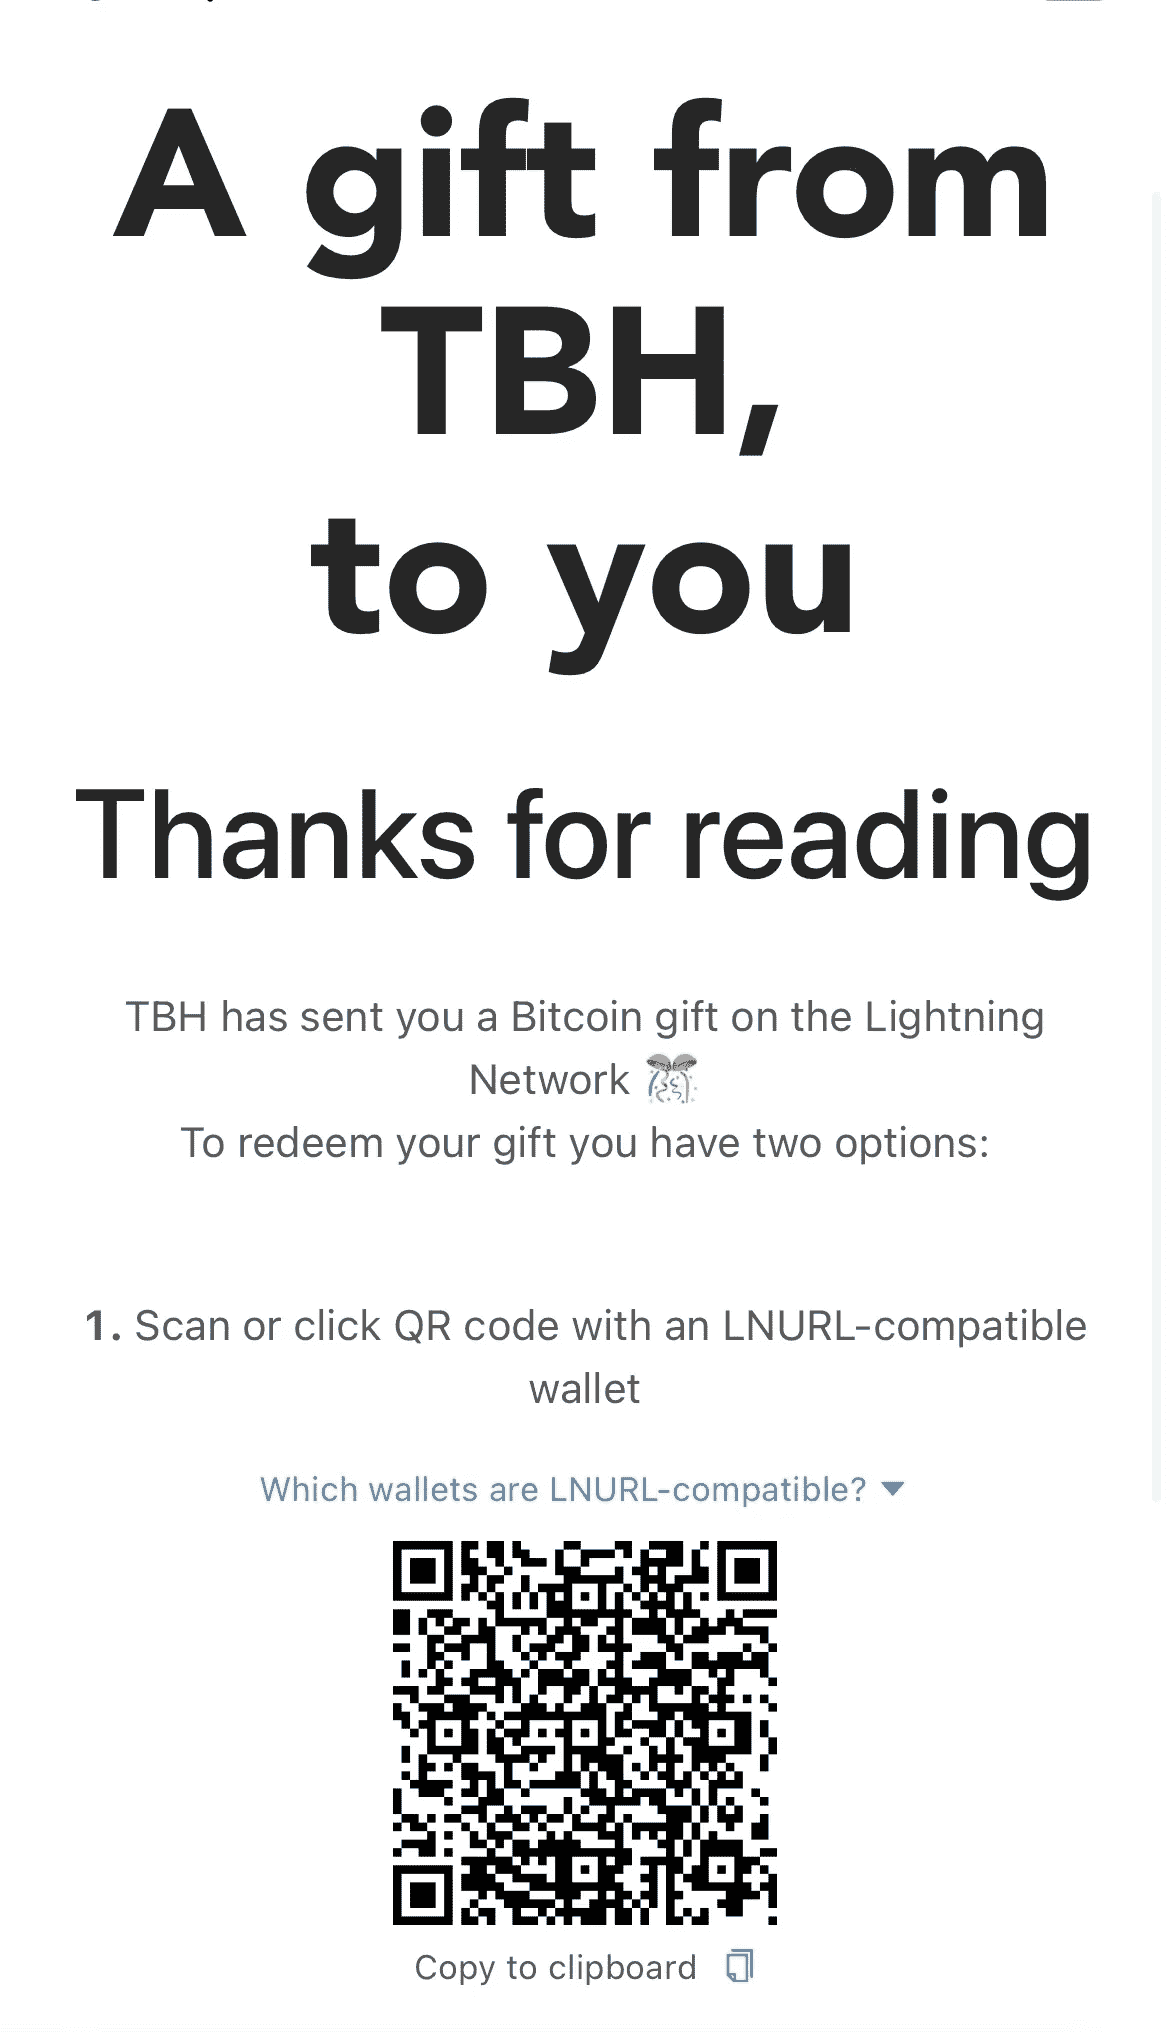 A gift from
TBH,
to you
Thanks for reading
TBH has sent you a Bitcoin gift on the Lightning
Network 🎊
To redeem your gift you have two options:
1. Scan or click QR code with an LNURL-compatible
wallet
Which wallets are LNURL-compatible?
Copy to clipboard